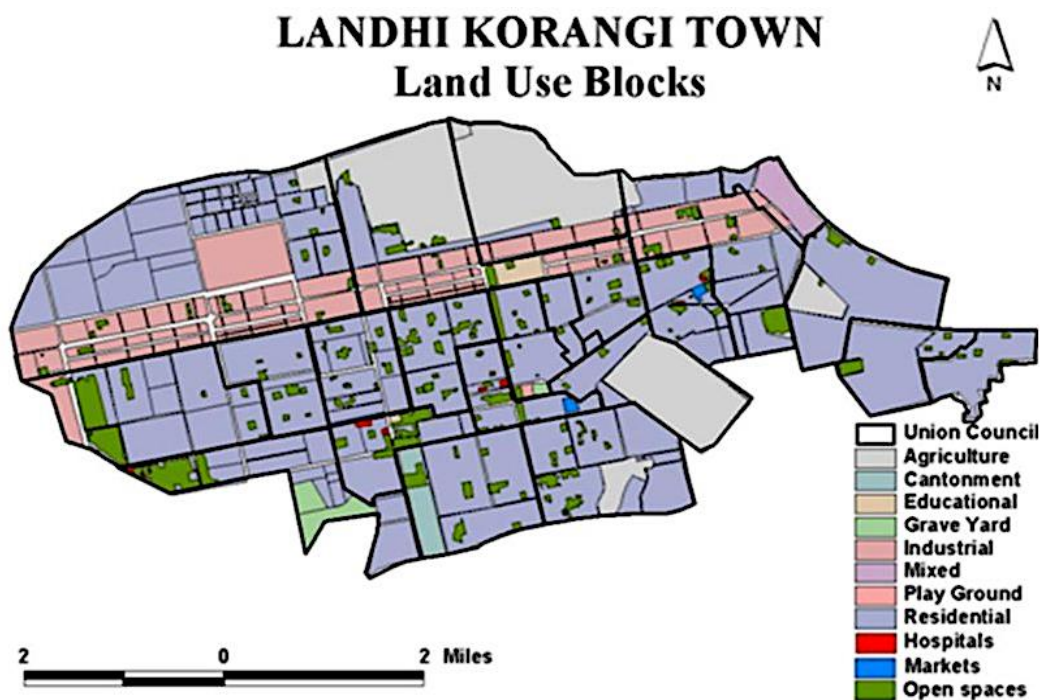 LANDHI KORANGI TOWN
Land Use Blocks
N
Union Council
Agriculture
Cantonment
Educational
Grave Yard
Industrial
Mixed
Play Ground
Residential
Hospitals
Markets
Open spaces
2 0 2 Miles